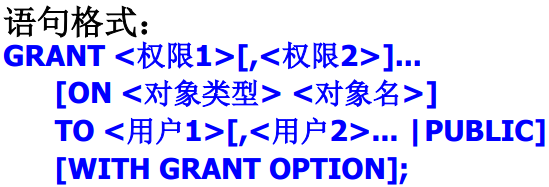 语句格式：
GRANT <权限1>[,<权限2>]...
[ON <对象类型> <对象名>]
TO <用户1>[,<用户2>... |PUBLIC]
[WITH GRANT OPTION];